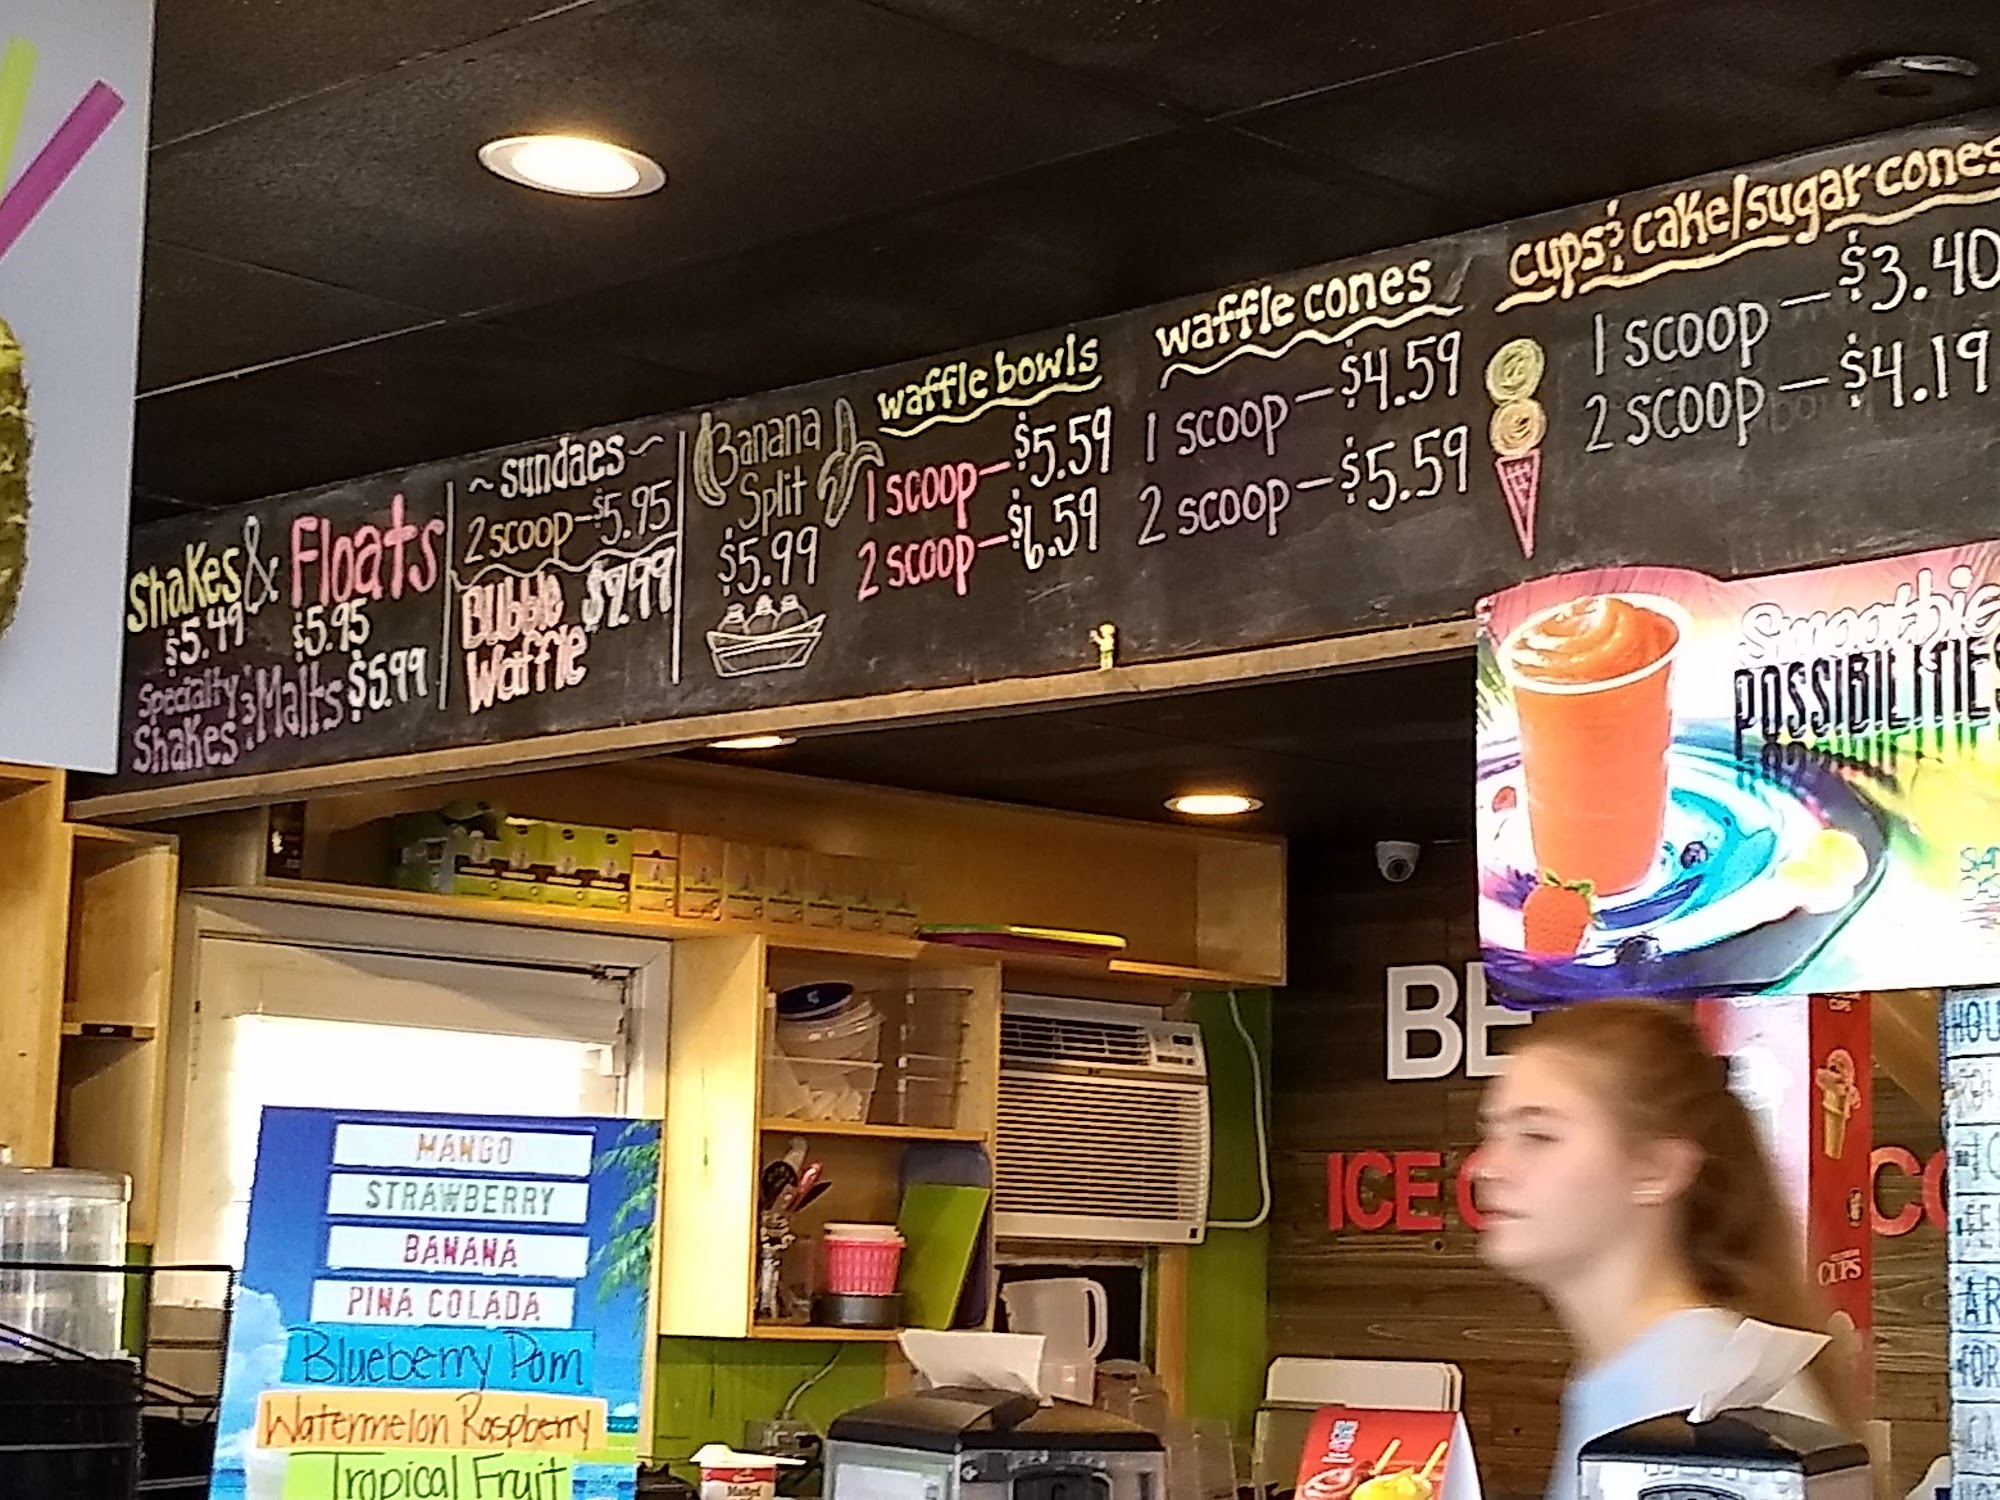 Shakes & Floats
$5.49 $5.95
Specialty Shakes & Malts $5.99
~sundaes~
2 scoop-$5.95
Bubble Waffle
Banana Split
$5.99
waffle bowls
1 scoop-$5.59
2 scoop-$6.59
waffle cones
1 scoop-$4.59
2 scoop-$5.59
cups & cake/sugar cones
1 scoop-$3.40
2 scoop-$4.19
Smoothie
POSSIBILITIES
BE
ICE C
CO
CUPS
MANGO
STRAWBERRY
BANANA
PINA COLADA
Blueberry Pom
Watermelon Raspberry
Tropical Fruit